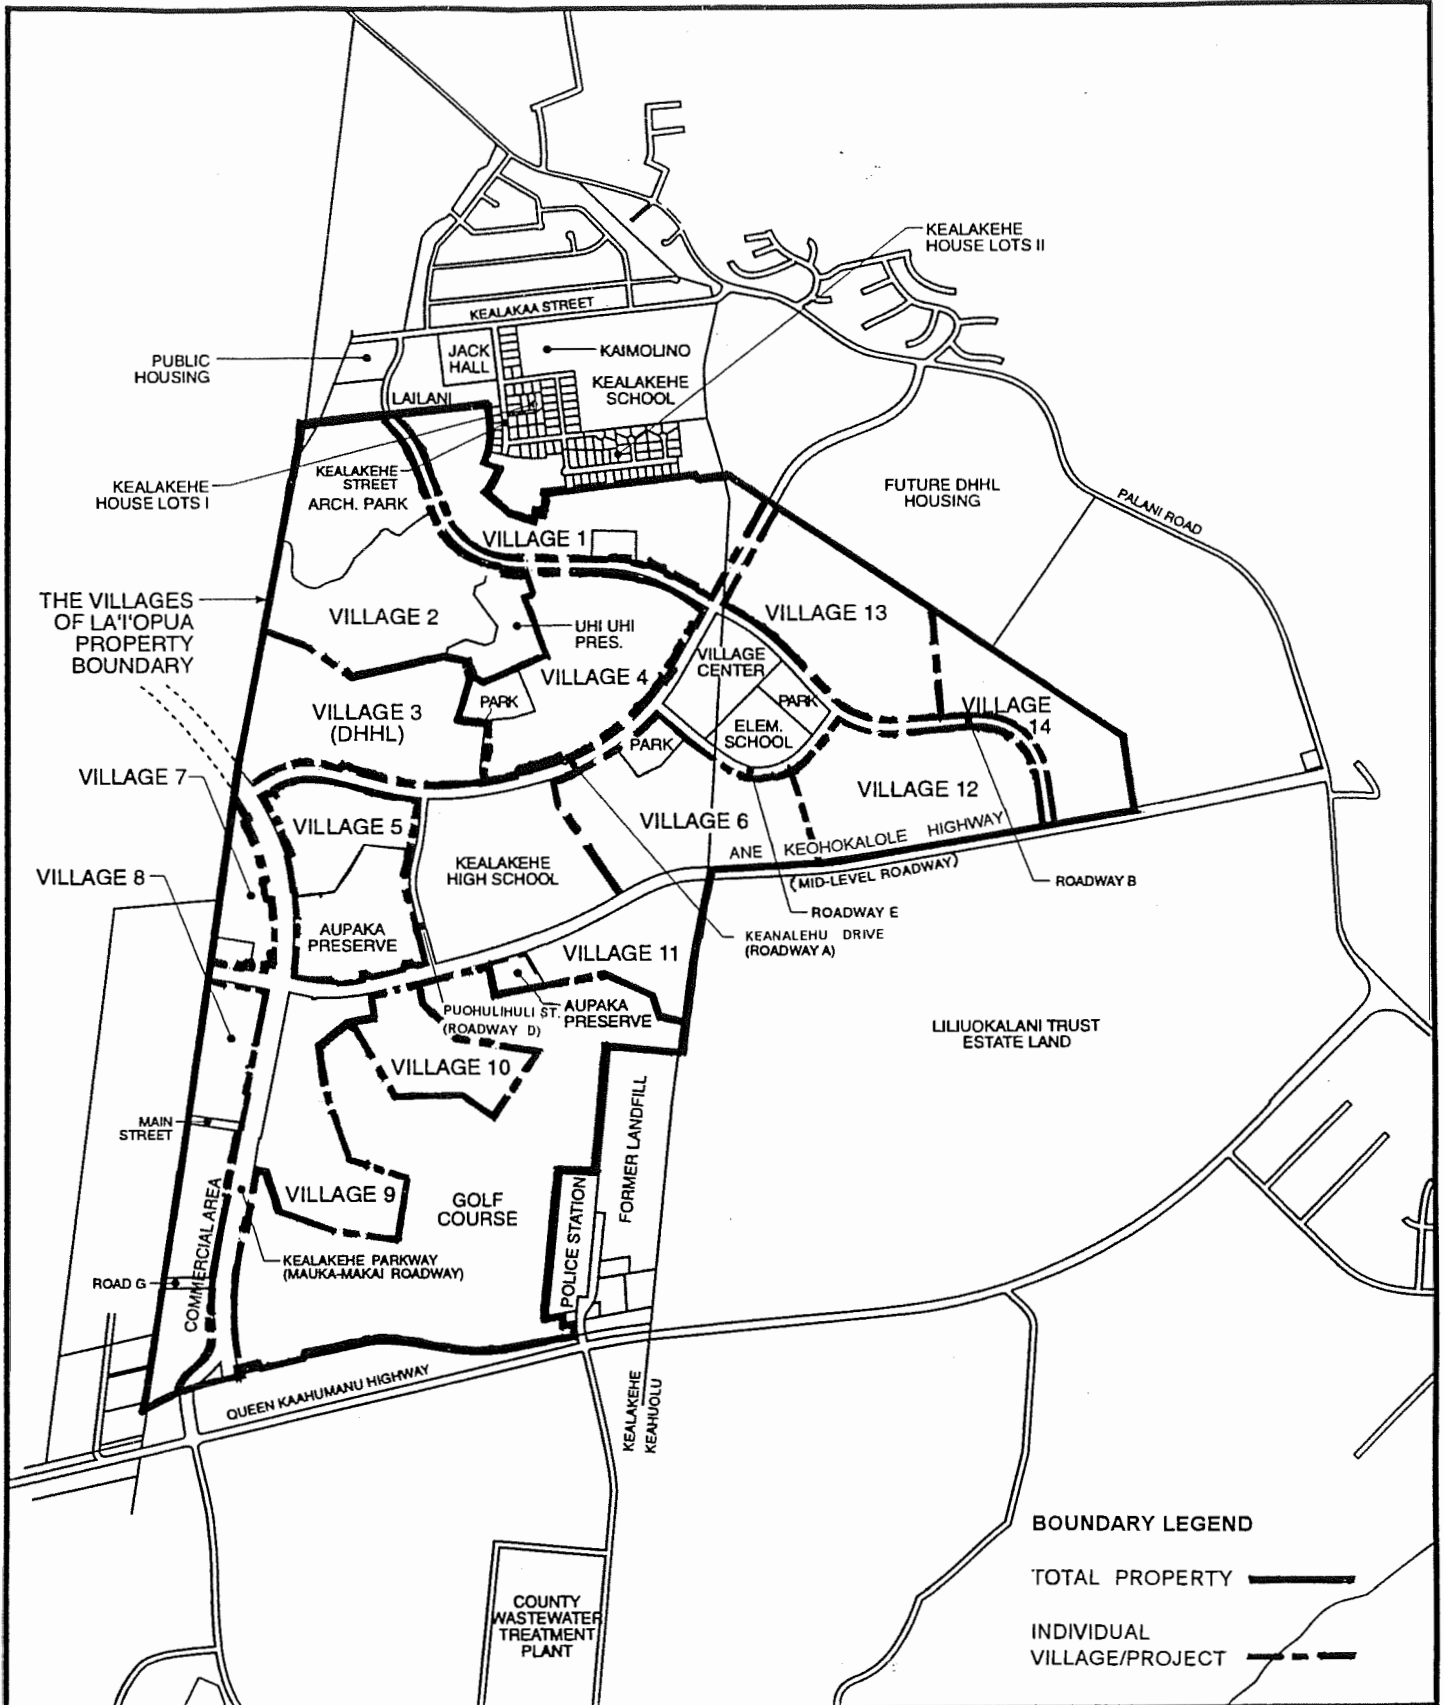 KEALAKEHE
HOUSE LOTS II
KEALAKAA STREET
PUBLIC
HOUSING
JACK
HALL
KAIMOLINO
KEALAKEHE
SCHOOL
LAILANI
KEALAKEHE
STREET
KEALAKEHE
HOUSE LOTS I
ARCH. PARK
FUTURE DHHL
HOUSING
PALANI ROAD
VILLAGE 1
THE VILLAGES
OF LA'I'OPUA
PROPERTY
BOUNDARY
VILLAGE 2
UHI UHI
PRES.
VILLAGE 13
VILLAGE
CENTER
VILLAGE 4
PARK
PARK
VILLAGE
14
VILLAGE 3
(DHHL)
ELEM.
SCHOOL
PARK
VILLAGE 7
VILLAGE 12
VILLAGE 5
VILLAGE 6
ANE KEOHOKALOLE HIGHWAY
(MID-LEVEL ROADWAY)
KEALAKEHE
HIGH SCHOOL
VILLAGE 8
ROADWAY B
ROADWAY E
AUPAKA
PRESERVE
KEANALEHU DRIVE
(ROADWAY A)
VILLAGE 11
PUOHULIHULI ST.
(ROADWAY D)
AUPAKA
PRESERVE
LILIUOKALANI TRUST
ESTATE LAND
VILLAGE 10
MAIN
STREET
FORMER LANDFILL
VILLAGE 9
GOLF
COURSE
POLICE STATION
COMMERCIAL AREA
KEALAKEHE PARKWAY
(MAUKA-MAKAI ROADWAY)
ROAD G
QUEEN KAAHUMANU HIGHWAY
KEALAKEHE
KEAHUOLU
BOUNDARY LEGEND
TOTAL PROPERTY
INDIVIDUAL
VILLAGE/PROJECT
COUNTY
WASTEWATER
TREATMENT
PLANT